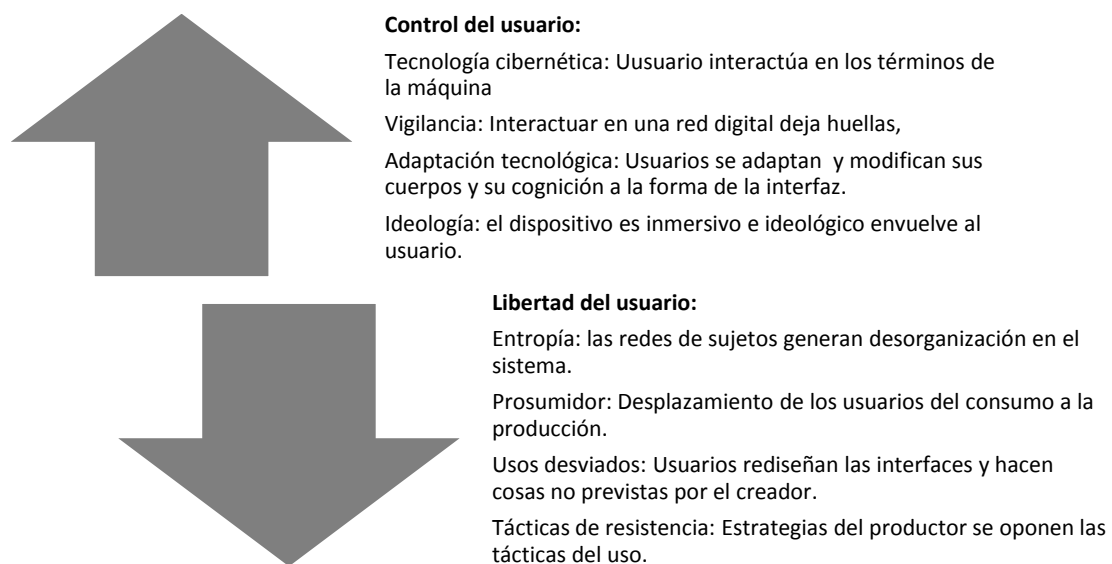 Control del usuario:
Tecnología cibernética: Uusuario interactúa en los términos de
la máquina
Vigilancia: Interactuar en una red digital deja huellas,
Adaptación tecnológica: Usuarios se adaptan  y modifican sus
cuerpos y su cognición a la forma de la interfaz.
Ideología: el dispositivo es inmersivo e ideológico envuelve al
usuario.
Libertad del usuario:
Entropía: las redes de sujetos generan desorganización en el
sistema.
Prosumidor: Desplazamiento de los usuarios del consumo a la
producción.
Usos desviados: Usuarios rediseñan las interfaces y hacen
cosas no previstas por el creador.
Tácticas de resistencia: Estrategias del productor se oponen las
tácticas del uso.